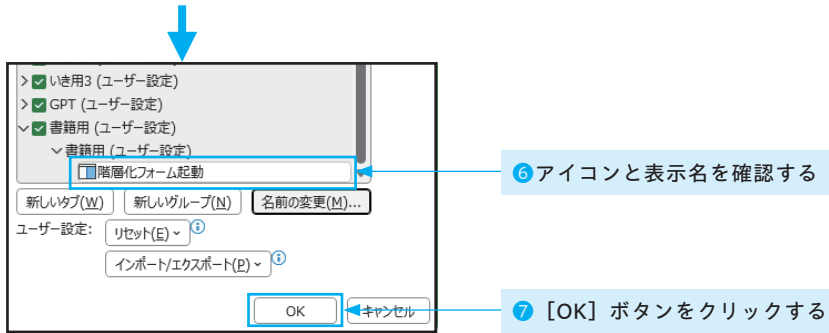 いき用3 (ユーザー設定)
GPT (ユーザー設定)
書籍用 (ユーザー設定)
書籍用 (ユーザー設定)
階層化フォーム起動
❻アイコンと表示名を確認する
新しいタブ(W) 新しいグループ(N) 名前の変更(M)...
ユーザー設定: リセット(E)
インポート/エクスポート(P)
OK キャンセル
❼[OK]ボタンをクリックする